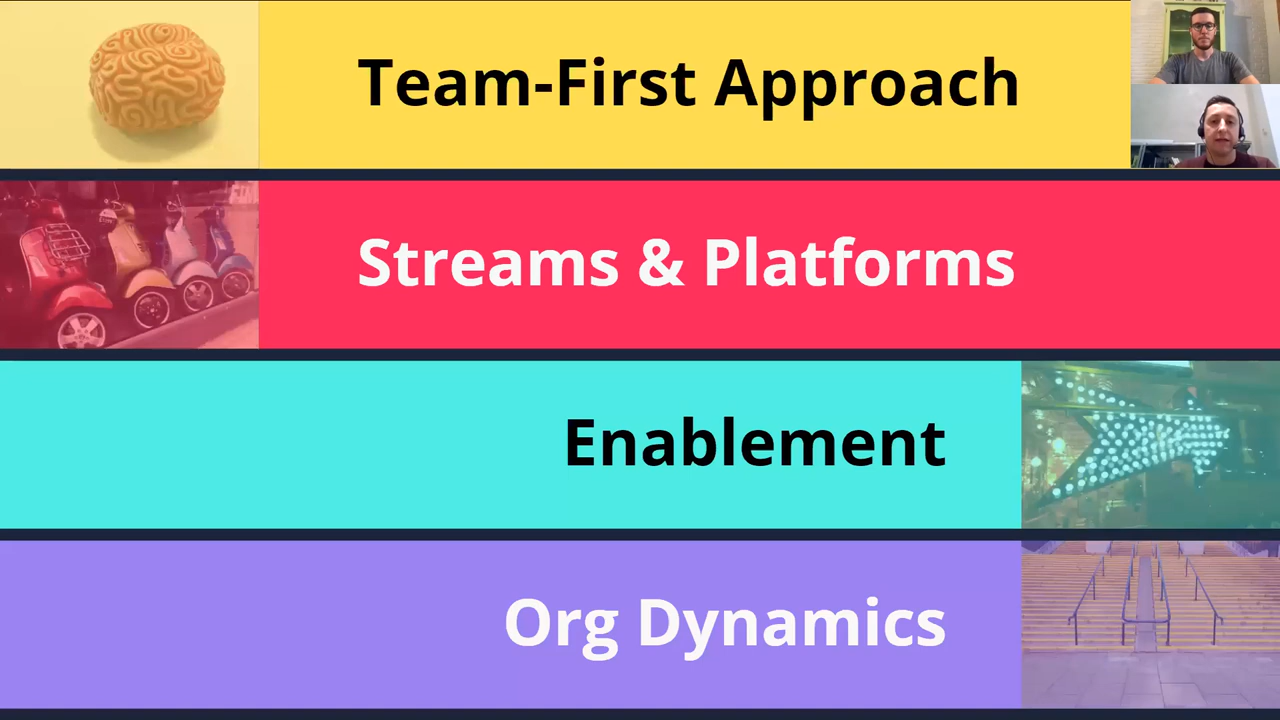 Team-First Approach
Streams & Platforms
Enablement
Org Dynamics